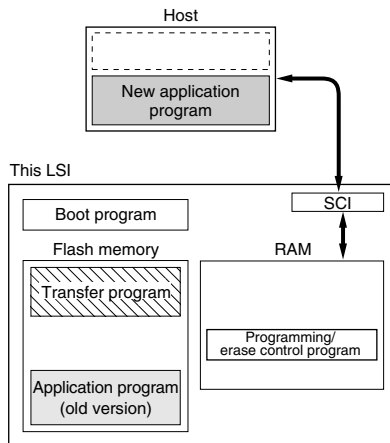 Host
New application
program
This LSI
SCI
Boot program
Flash memory
RAM
Transfer program
Programming/
erase control program
Application program
(old version)